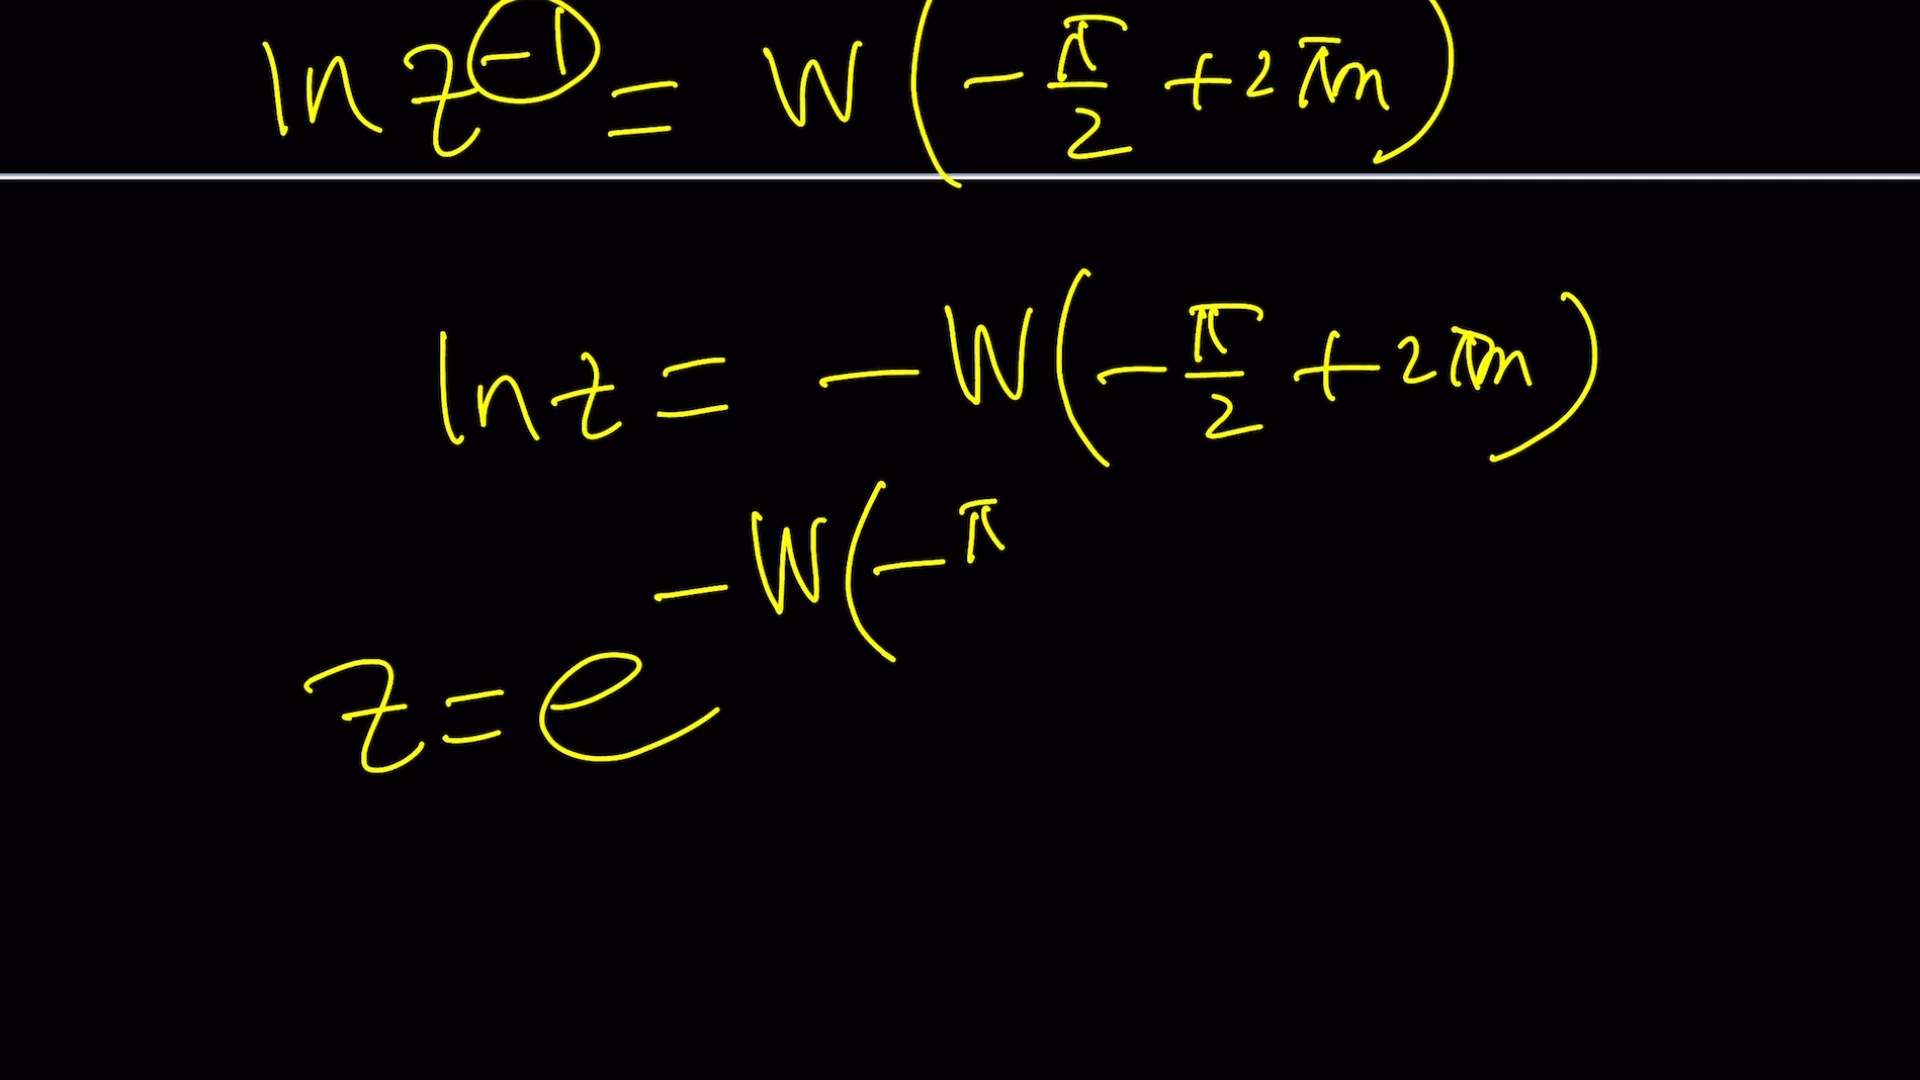 ln z⁻¹ = W(-π/2 + 2πn)
ln z = -W(-π/2 + 2πn)
z = e^-W(-π